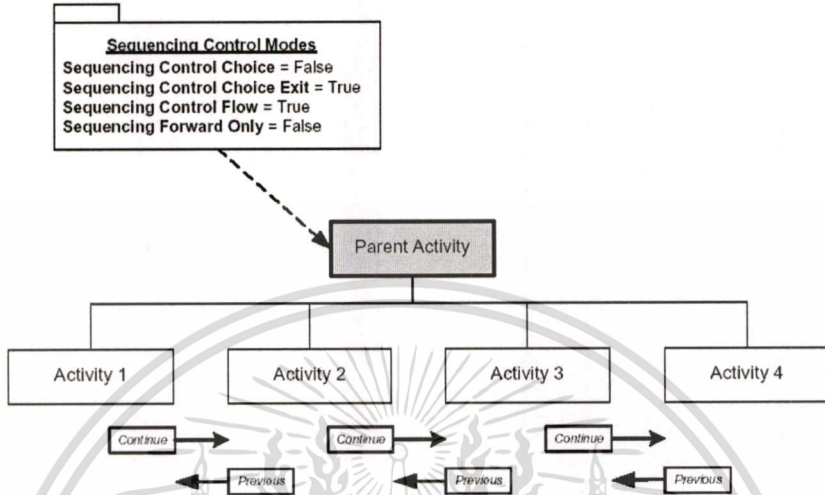 Sequencing Control Modes
Sequencing Control Choice = False
Sequencing Control Choice Exit = True
Sequencing Control Flow = True
Sequencing Forward Only = False
Parent Activity
Activity 1 Activity 2 Activity 3 Activity 4
Continue Continue Continue
Previous Previous Previous